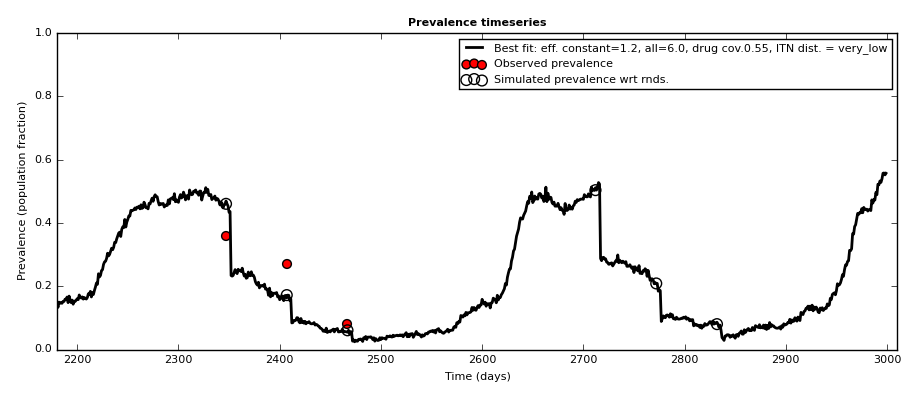 Prevalence timeseries
1.0
0.8
0.6
0.4
0.2
0.0
Prevalence (population fraction)
Best fit: eff. constant=1.2, all=6.0, drug cov.0.55, ITN dist. = very_low
Observed prevalence
Simulated prevalence wrt rnds.
2200 2300 2400 2500 2600 2700 2800 2900 3000
Time (days)